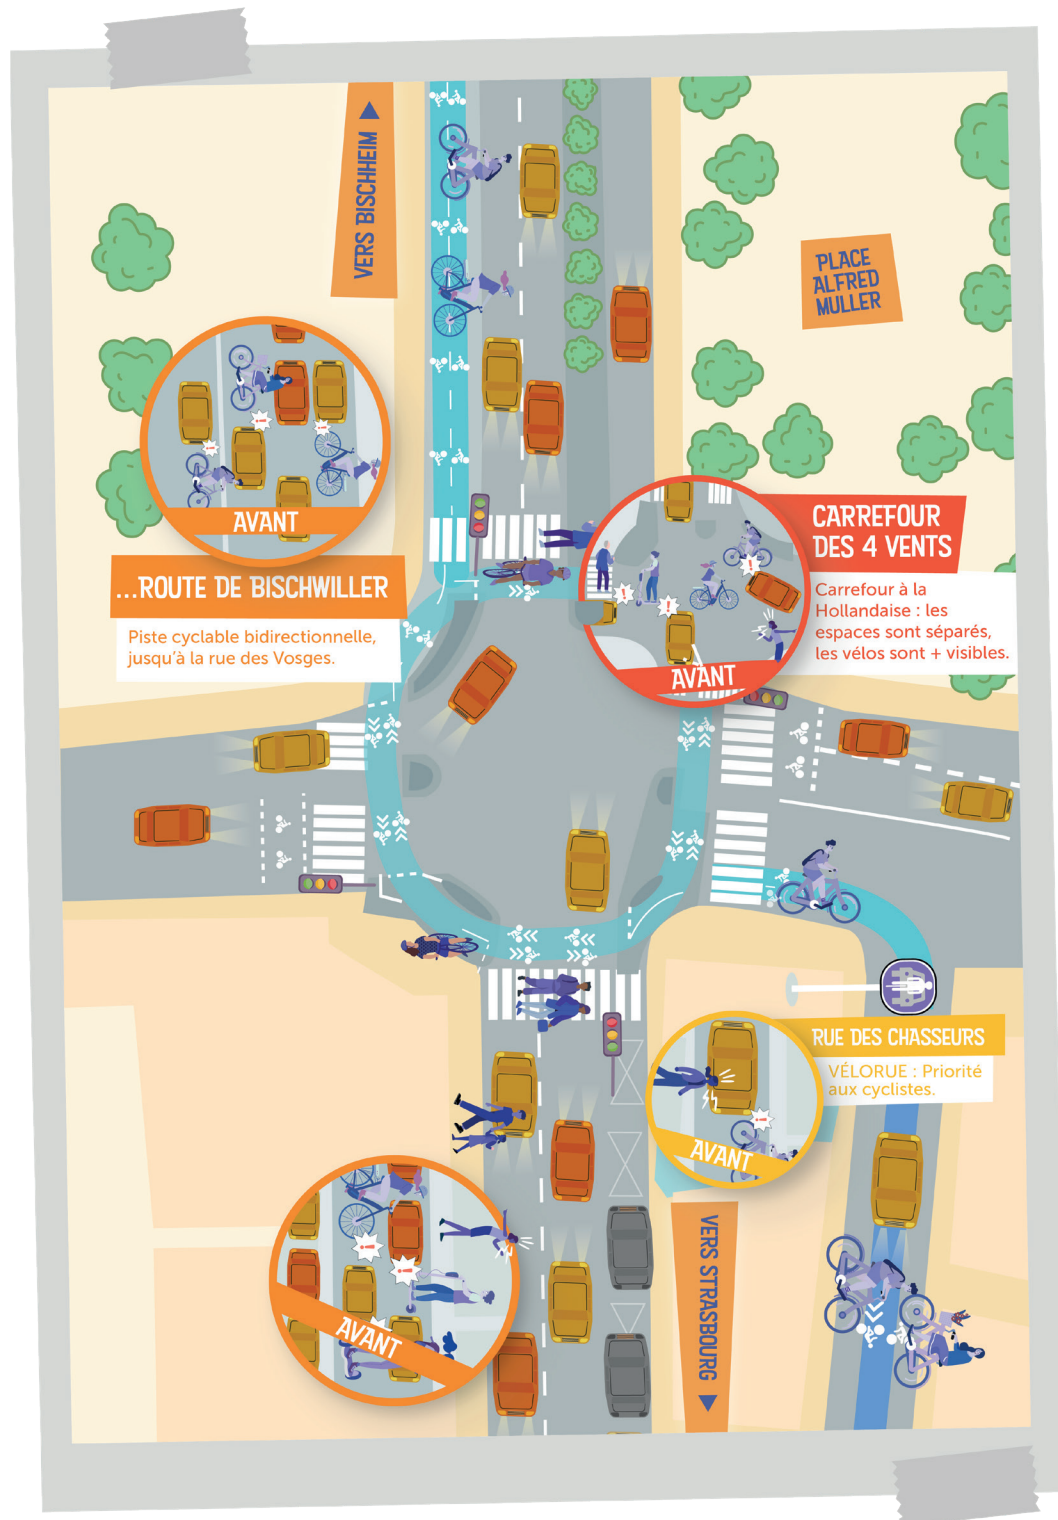 VERS BISCHHEIM
PLACE
ALFRED
MULLER
AVANT
...ROUTE DE BISCHWILLER
Piste cyclable bidirectionnelle,
jusqu'à la rue des Vosges.
CARREFOUR
DES 4 VENTS
Carrefour à la
Hollandaise : les
espaces sont séparés,
les vélos sont + visibles.
AVANT
RUE DES CHASSEURS
VÉLORUE : Priorité
aux cyclistes.
AVANT
VERS STRASBOURG
AVANT